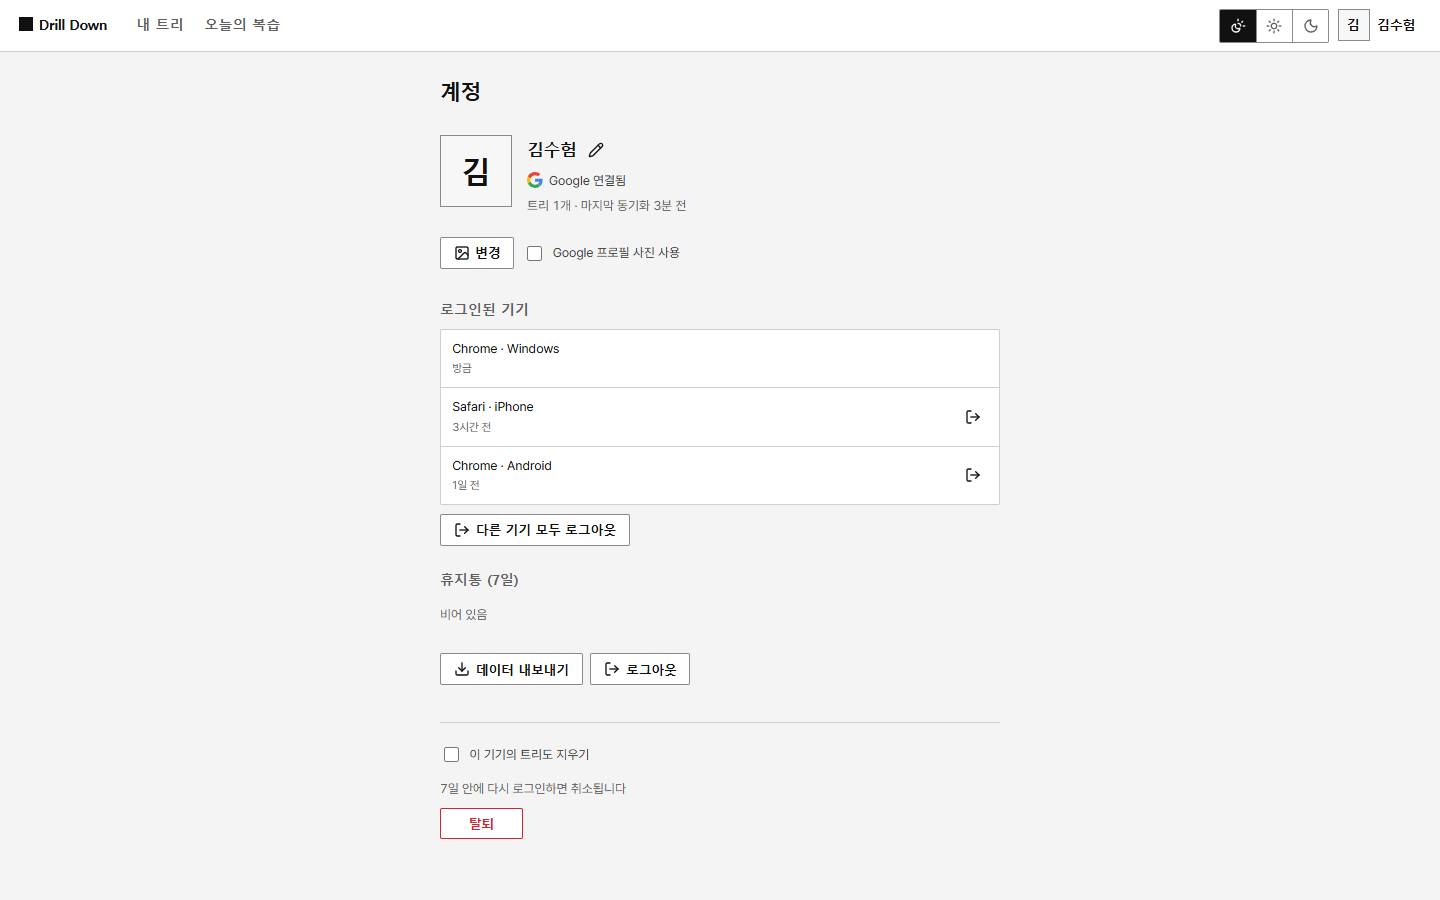 Drill Down 내 트리 오늘의 복습 김 김수험
계정
김
김수험
Google 연결됨
트리 1개 · 마지막 동기화 3분 전
변경 Google 프로필 사진 사용
로그인된 기기
Chrome · Windows
방금
Safari · iPhone
3시간 전
Chrome · Android
1일 전
다른 기기 모두 로그아웃
휴지통 (7일)
비어 있음
데이터 내보내기 로그아웃
이 기기의 트리도 지우기
7일 안에 다시 로그인하면 취소됩니다
탈퇴